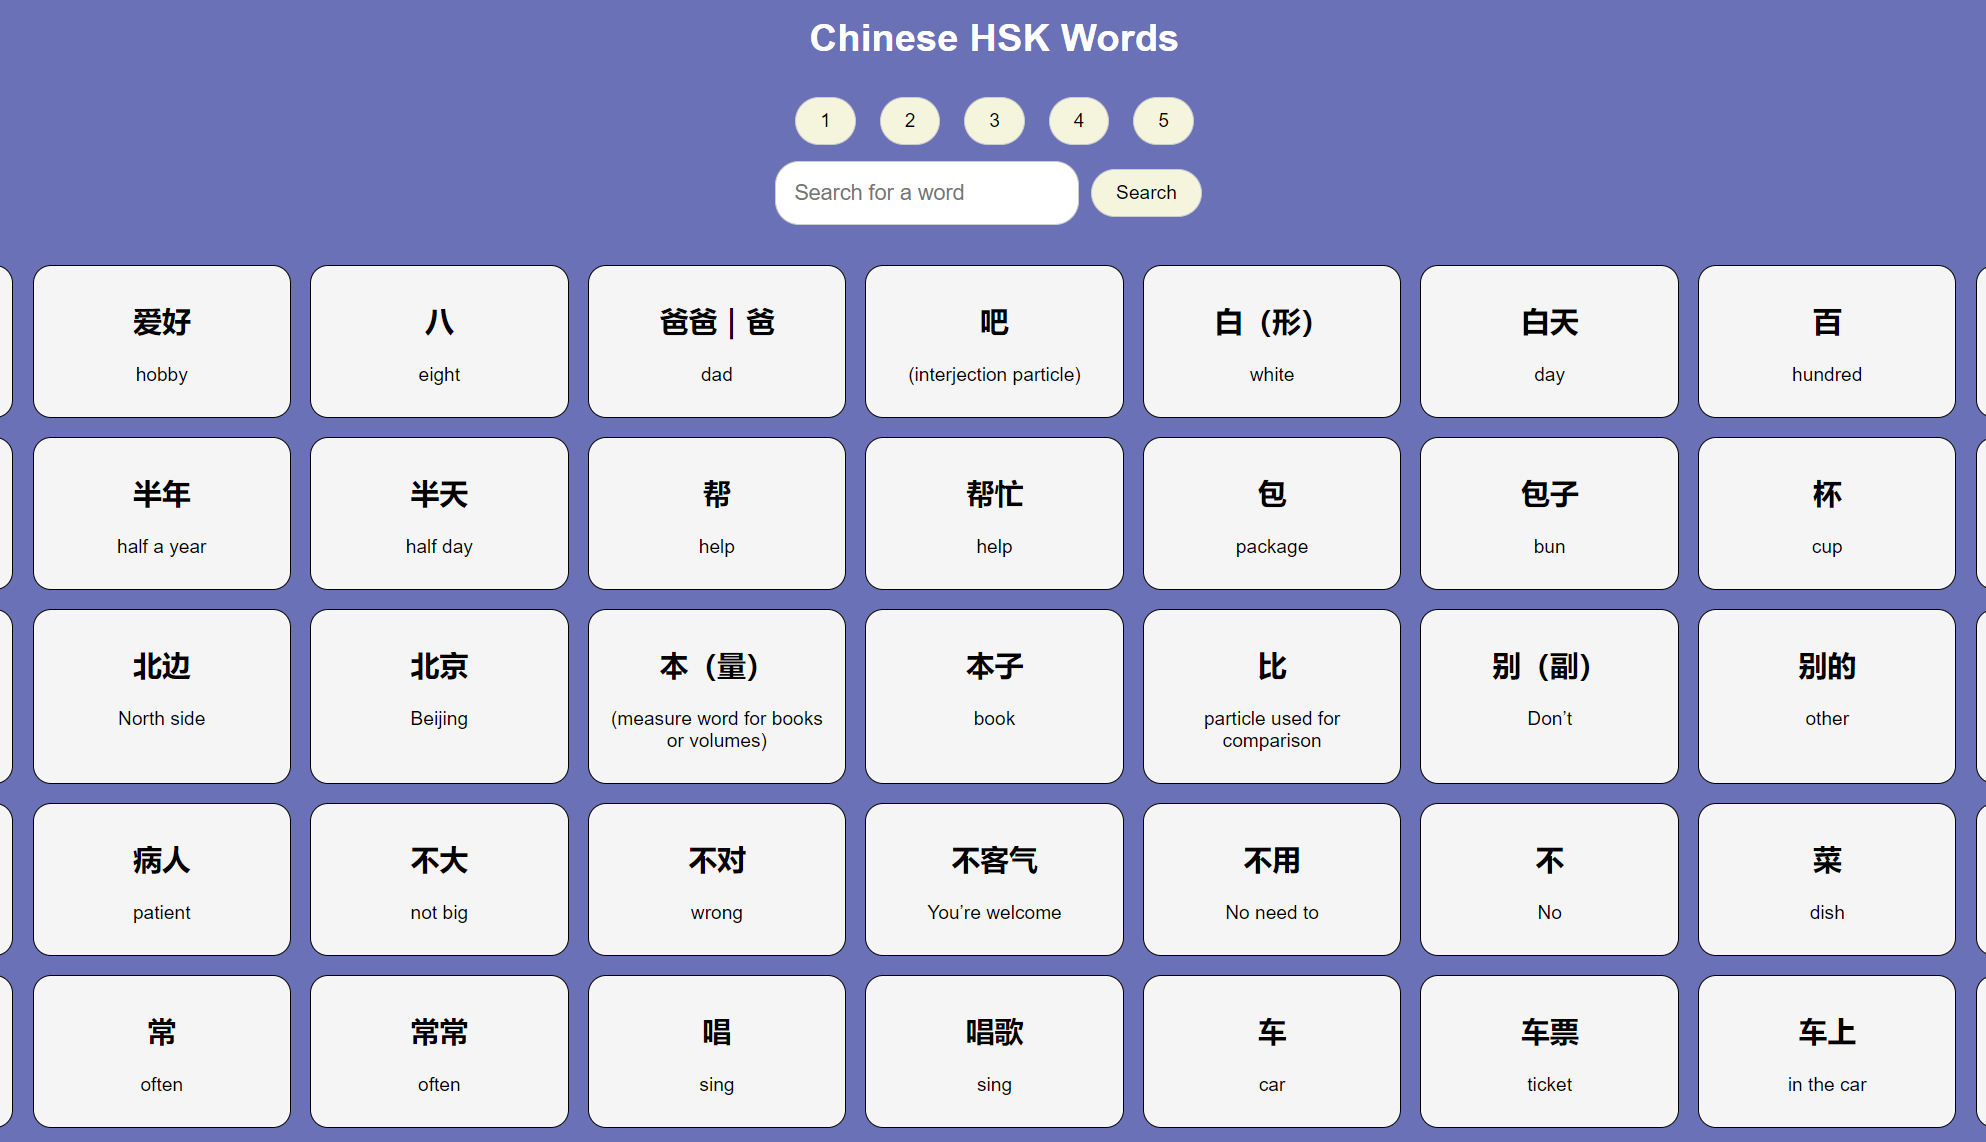 Chinese HSK Words
1 2 3 4 5
Search for a word Search
爱好 八 爸爸｜爸 吧 白（形） 白天 百
hobby eight dad (interjection particle) white day hundred
半年 半天 帮 帮忙 包 包子 杯
half a year half day help help package bun cup
北边 北京 本（量） 本子 比 别（副） 别的
North side Beijing (measure word for books book particle used for Don’t other
or volumes) comparison
病人 不大 不对 不客气 不用 不 菜
patient not big wrong You’re welcome No need to No dish
常 常常 唱 唱歌 车 车票 车上
often often sing sing car ticket in the car